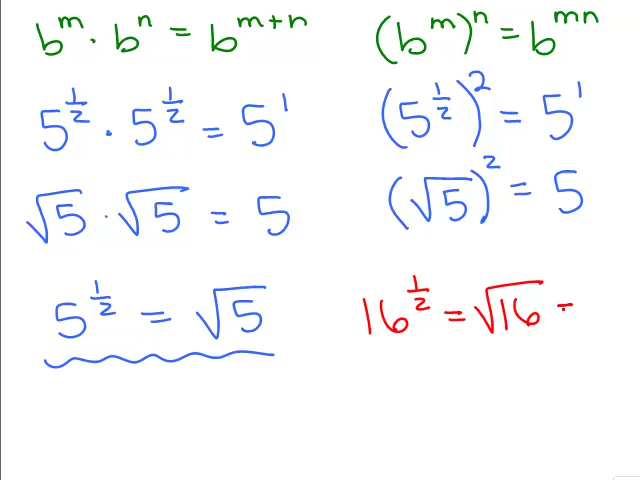 b^m · b^n = b^{m+n}
5^{1/2} · 5^{1/2} = 5^1
√5 · √5 = 5
5^{1/2} = √5
(b^m)^n = b^{mn}
(5^{1/2})^2 = 5^1
(√5)^2 = 5
16^{1/2} = √16 =